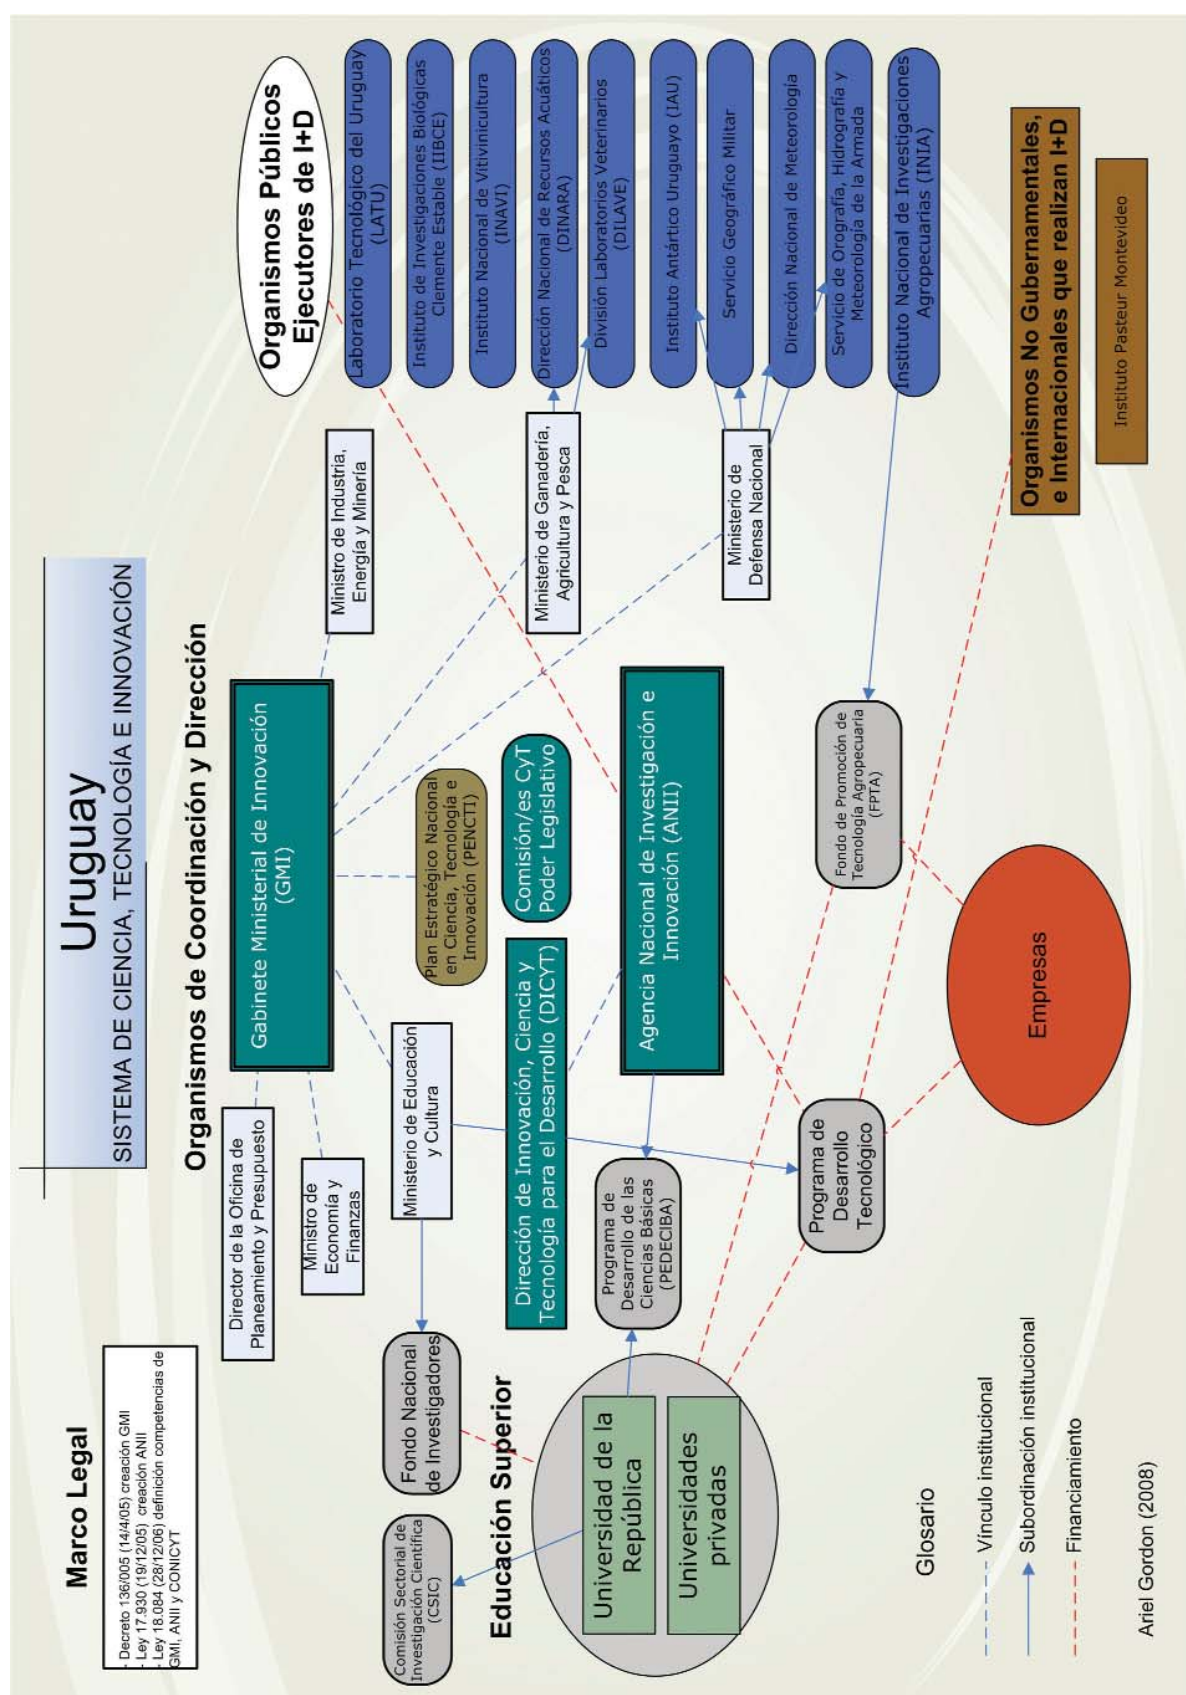 Uruguay
SISTEMA DE CIENCIA, TECNOLOGÍA E INNOVACIÓN
Marco Legal
- Decreto 136/005 (14/4/05) creación GMI
- Ley 17.930 (19/12/05) creación ANII
- Ley 18.084 (28/12/06) definición competencias de
GMI, ANII y CONICYT
Organismos de Coordinación y Dirección
Director de la Oficina de
Planeamiento y Presupuesto
Ministro de
Economía y
Finanzas
Gabinete Ministerial de Innovación
(GMI)
Ministro de Industria,
Energía y Minería
Ministerio de Educación
y Cultura
Plan Estratégico Nacional
en Ciencia, Tecnología e
Innovación (PENCTI)
Comisión/es CyT
Poder Legislativo
Dirección de Innovación, Ciencia y
Tecnología para el Desarrollo (DICYT)
Agencia Nacional de Investigación e
Innovación (ANII)
Ministerio de Ganadería,
Agricultura y Pesca
Ministerio de
Defensa Nacional
Organismos Públicos
Ejecutores de I+D
Laboratorio Tecnológico del Uruguay
(LATU)
Instituto de Investigaciones Biológicas
Clemente Estable (IIBCE)
Instituto Nacional de Vitivinicultura
(INAVI)
Dirección Nacional de Recursos Acuáticos
(DINARA)
División Laboratorios Veterinarios
(DILAVE)
Instituto Antártico Uruguayo (IAU)
Servicio Geográfico Militar
Dirección Nacional de Meteorología
Servicio de Orografía, Hidrografía y
Meteorología de la Armada
Instituto Nacional de Investigaciones
Agropecuarias (INIA)
Organismos No Gubernamentales,
e Internacionales que realizan I+D
Instituto Pasteur Montevideo
Fondo Nacional
de Investigadores
Comisión Sectorial de
Investigación Científica
(CSIC)
Educación Superior
Universidad de la
República
Universidades
privadas
Programa de
Desarrollo de las
Ciencias Básicas
(PEDECIBA)
Programa de
Desarrollo
Tecnológico
Fondo de Promoción de
Tecnología Agropecuaria
(FPTA)
Empresas
Glosario
Vínculo institucional
Subordinación institucional
Financiamiento
Ariel Gordon (2008)